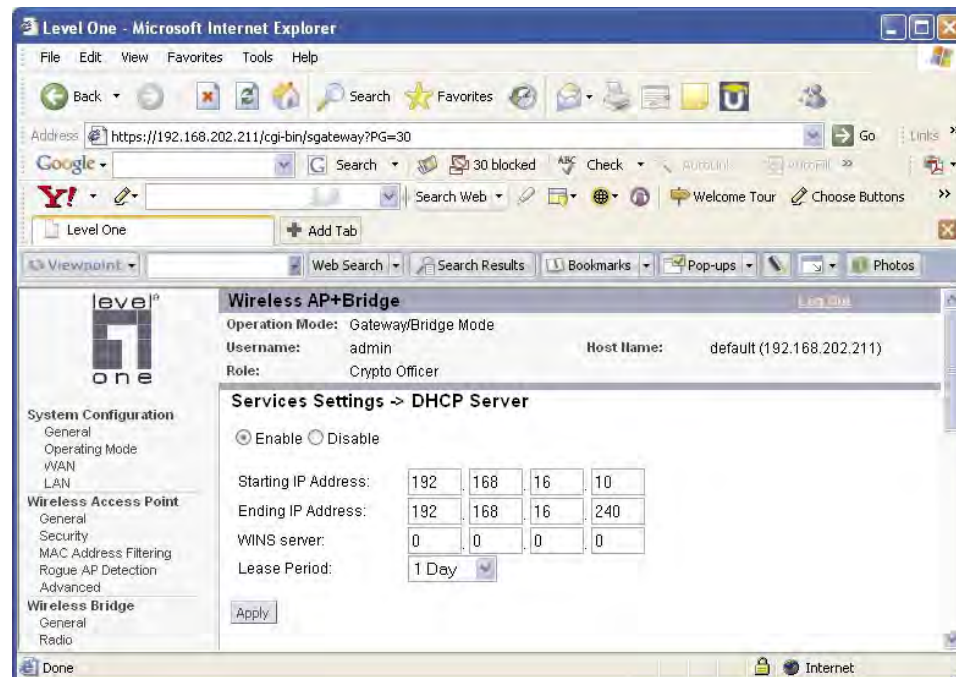 Level One - Microsoft Internet Explorer
File Edit View Favorites Tools Help
Back Search Favorites
Address https://192.168.202.211/cgi-bin/sgateway?PG=30 Go Links »
Google Search 30 blocked ABC Check AutoLink AutoFill »
Y! Search Web Welcome Tour Choose Buttons »
Level One Add Tab
Viewpoint Web Search Search Results Bookmarks Pop-ups Photos
level one
Wireless AP+Bridge Log Out
Operation Mode: Gateway/Bridge Mode
Username: admin Host Name: default (192.168.202.211)
Role: Crypto Officer
System Configuration
General
Operating Mode
WAN
LAN
Wireless Access Point
General
Security
MAC Address Filtering
Rogue AP Detection
Advanced
Wireless Bridge
General
Radio
Services Settings -> DHCP Server
Enable Disable
Starting IP Address: 192 . 168 . 16 . 10
Ending IP Address: 192 . 168 . 16 . 240
WINS server: 0 . 0 . 0 . 0
Lease Period: 1 Day
Apply
Done Internet